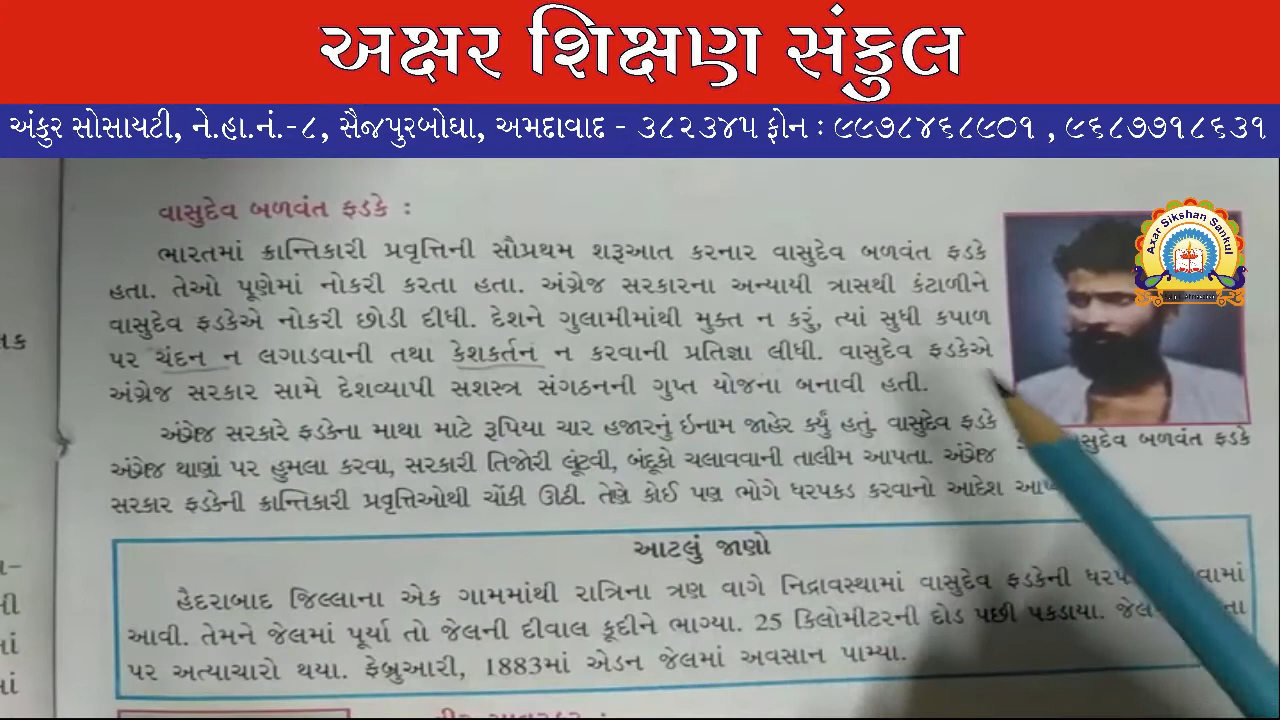 અક્ષર શિક્ષણ સંકુલ
અંકુર સોસાયટી, ને.હા.નં.-૮, સૈજપુરબોઘા, અમદાવાદ - ૩૮૨૩૪૫ ફોન : ૯૯૭૮૪૬૮૯૦૧ , ૯૬૮૭૭૧૮૬૩૧
વાસુદેવ બળવંત ફડકે :
ભારતમાં ક્રાન્તિકારી પ્રવૃત્તિની સૌપ્રથમ શરૂઆત કરનાર વાસુદેવ બળવંત ફડકે
હતા. તેઓ પૂણેમાં નોકરી કરતા હતા. અંગ્રેજ સરકારના અન્યાયી ત્રાસથી કંટાળીને
વાસુદેવ ફડકેએ નોકરી છોડી દીધી. દેશને ગુલામીમાંથી મુક્ત ન કરું, ત્યાં સુધી કપાળ
પર ચંદન ન લગાડવાની તથા કેશકર્તન ન કરવાની પ્રતિજ્ઞા લીધી. વાસુદેવ ફડકેએ
અંગ્રેજ સરકાર સામે દેશવ્યાપી સશસ્ત્ર સંગઠનની ગુપ્ત યોજના બનાવી હતી.
અંગ્રેજ સરકારે ફડકેના માથા માટે રૂપિયા ચાર હજારનું ઇનામ જાહેર કર્યું હતું. વાસુદેવ ફડકે
અંગ્રેજ થાણાં પર હુમલા કરવા, સરકારી તિજોરી લૂંટવી, બંદૂકો ચલાવવાની તાલીમ આપતા. અંગ્રેજ
સરકાર ફડકેની ક્રાન્તિકારી પ્રવૃત્તિઓથી ચોંકી ઊઠી. તેણે કોઈ પણ ભોગે ધરપકડ કરવાનો આદેશ
બળવંત ફડકે
Axar Sikshan Sankul
આટલું જાણો
હૈદરાબાદ જિલ્લાના એક ગામમાંથી રાત્રિના ત્રણ વાગે નિદ્રાવસ્થામાં વાસુદેવ ફડકેની
આવી. તેમને જેલમાં પૂર્યા તો જેલની દીવાલ કૂદીને ભાગ્યા. 25 કિલોમીટરની દોડ પછી પકડાયા.
પર અત્યાચારો થયા. ફેબ્રુઆરી, 1883માં એડન જેલમાં અવસાન પામ્યા.